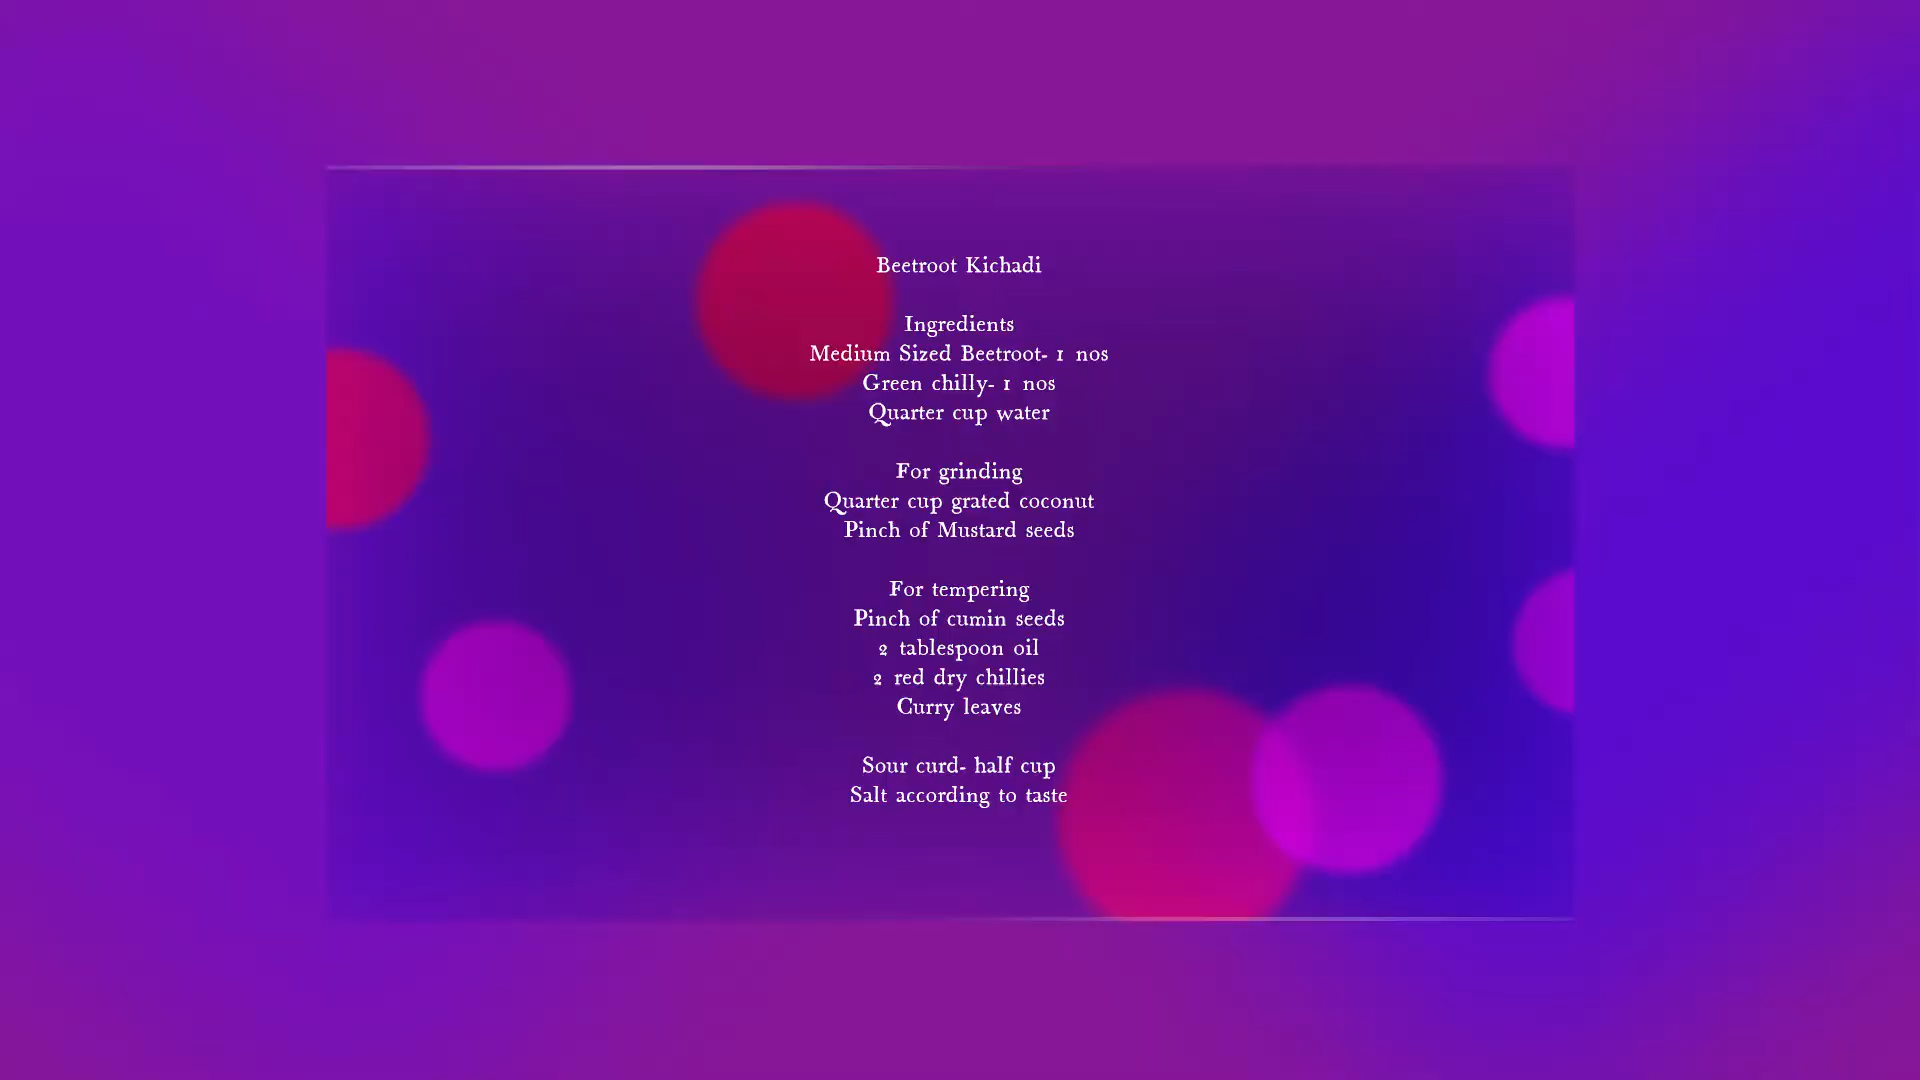 Beetroot Kichadi
Ingredients
Medium Sized Beetroot- 1 nos
Green chilly- 1 nos
Quarter cup water
For grinding
Quarter cup grated coconut
Pinch of Mustard seeds
For tempering
Pinch of cumin seeds
2 tablespoon oil
2 red dry chillies
Curry leaves
Sour curd- half cup
Salt according to taste